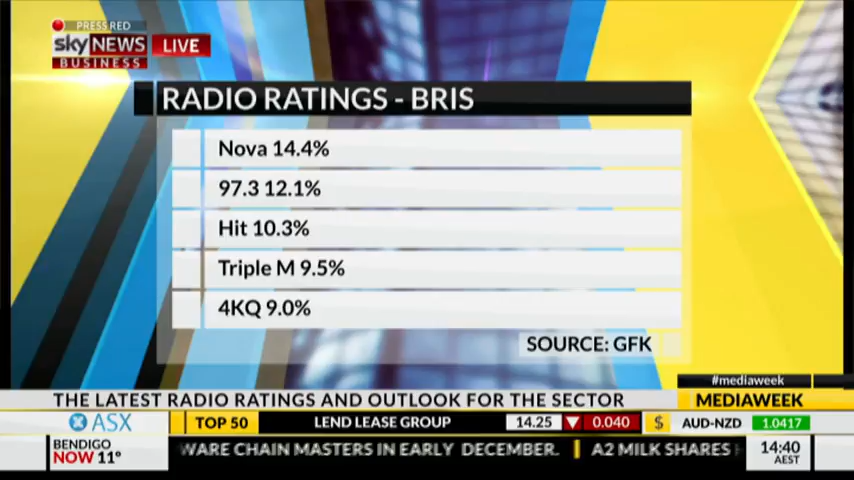 PRESS RED
sky NEWS
BUSINESS
LIVE
RADIO RATINGS - BRIS
Nova 14.4%
97.3 12.1%
Hit 10.3%
Triple M 9.5%
4KQ 9.0%
SOURCE: GFK
#mediaweek
THE LATEST RADIO RATINGS AND OUTLOOK FOR THE SECTOR
MEDIAWEEK
ASX
TOP 50
LEND LEASE GROUP
14.25
0.040
$
AUD-NZD
1.0417
BENDIGO
NOW 11°
WARE CHAIN MASTERS IN EARLY DECEMBER.
A2 MILK SHARES
14:40
AEST